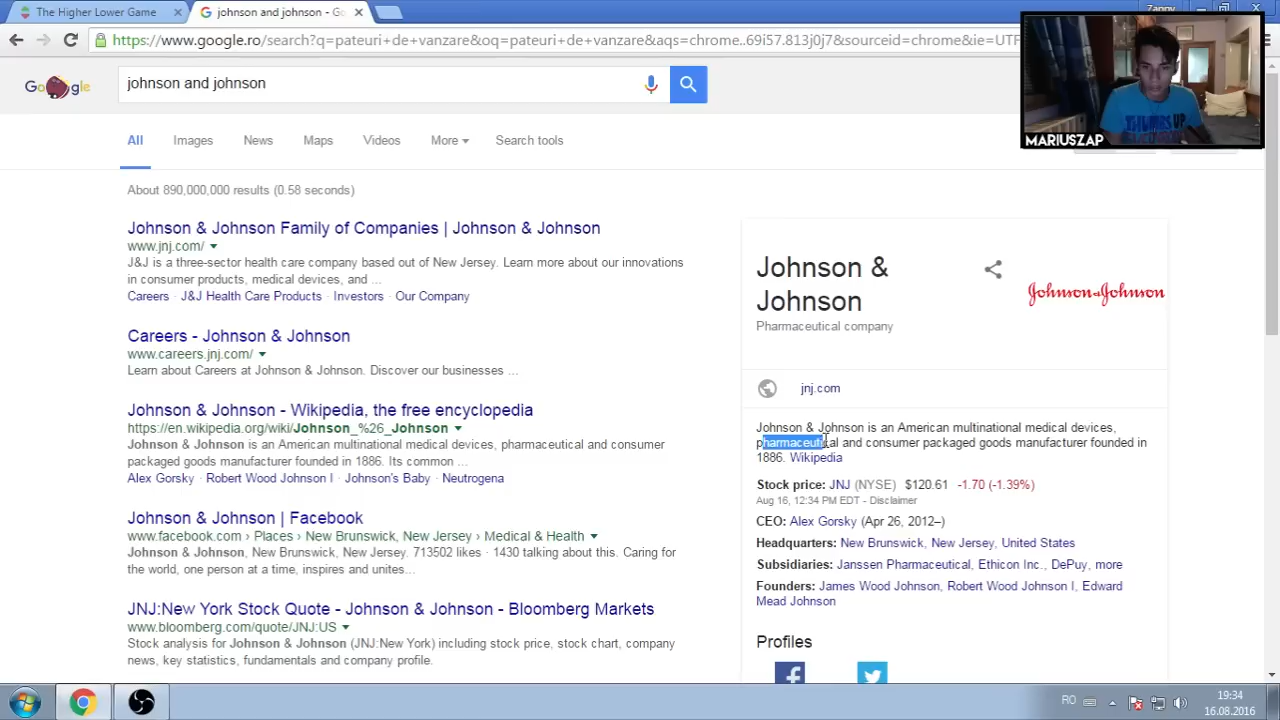 The Higher Lower Game
johnson and johnson - Go
Zappy
https://www.google.ro/search?q=pateuri+de+vanzare&oq=pateuri+de+vanzare&aqs=chrome..69i57.813j0j7&sourceid=chrome&ie=UTF
johnson and johnson
THUMBS UP
MARIUSZAP
All Images News Maps Videos More Search tools
About 890,000,000 results (0.58 seconds)
Johnson & Johnson Family of Companies | Johnson & Johnson
www.jnj.com/
J&J is a three-sector health care company based out of New Jersey. Learn more about our innovations
in consumer products, medical devices, and ...
Careers · J&J Health Care Products · Investors · Our Company
Careers - Johnson & Johnson
www.careers.jnj.com/
Learn about Careers at Johnson & Johnson. Discover our businesses ...
Johnson & Johnson - Wikipedia, the free encyclopedia
https://en.wikipedia.org/wiki/Johnson_%26_Johnson
Johnson & Johnson is an American multinational medical devices, pharmaceutical and consumer
packaged goods manufacturer founded in 1886. Its common ...
Alex Gorsky · Robert Wood Johnson I · Johnson's Baby · Neutrogena
Johnson & Johnson | Facebook
www.facebook.com › Places › New Brunswick, New Jersey › Medical & Health
Johnson & Johnson, New Brunswick, New Jersey. 713502 likes · 1430 talking about this. Caring for
the world, one person at a time, inspires and unites...
JNJ:New York Stock Quote - Johnson & Johnson - Bloomberg Markets
www.bloomberg.com/quote/JNJ:US
Stock analysis for Johnson & Johnson (JNJ:New York) including stock price, stock chart, company
news, key statistics, fundamentals and company profile.
Johnson &
Johnson
Johnson & Johnson
Pharmaceutical company
jnj.com
Johnson & Johnson is an American multinational medical devices,
pharmaceutical and consumer packaged goods manufacturer founded in
1886. Wikipedia
Stock price: JNJ (NYSE) $120.61 -1.70 (-1.39%)
Aug 16, 12:34 PM EDT - Disclaimer
CEO: Alex Gorsky (Apr 26, 2012–)
Headquarters: New Brunswick, New Jersey, United States
Subsidiaries: Janssen Pharmaceutical, Ethicon Inc., DePuy, more
Founders: James Wood Johnson, Robert Wood Johnson I, Edward
Mead Johnson
Profiles
RO
19:34
16.08.2016